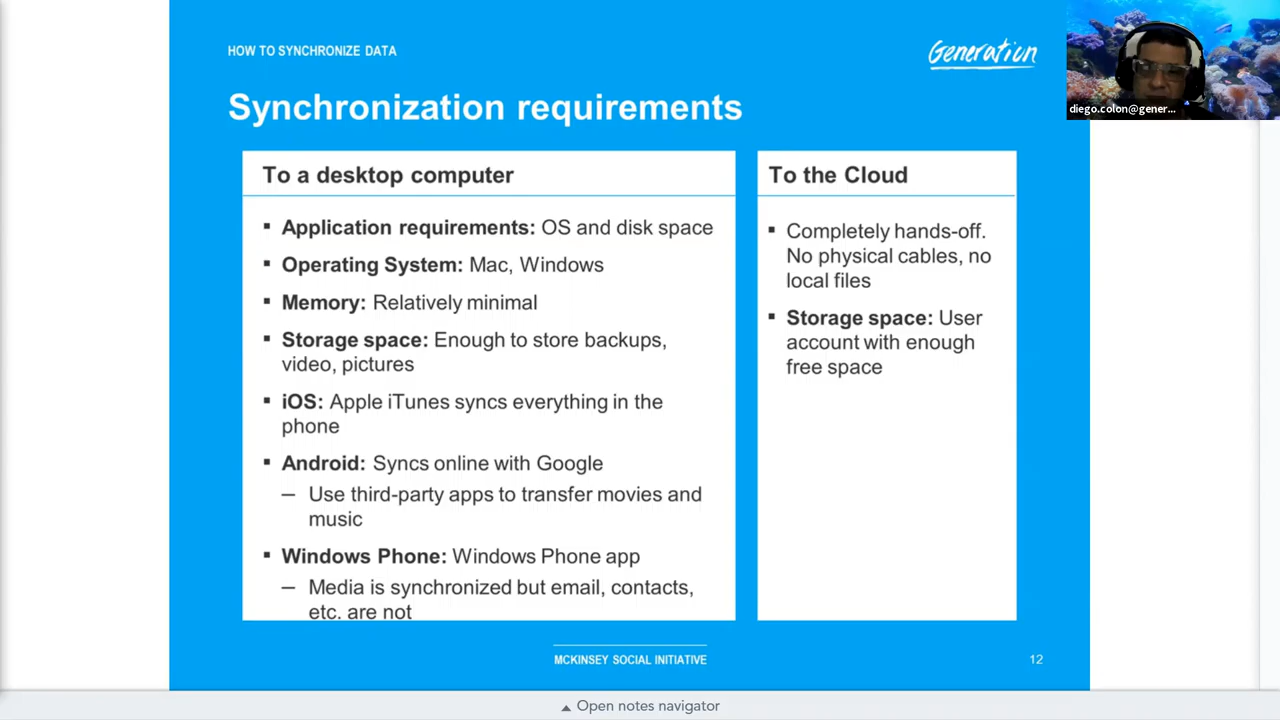 HOW TO SYNCHRONIZE DATA
Generation
diego.colon@gener...
Synchronization requirements
To a desktop computer
▪ Application requirements: OS and disk space
▪ Operating System: Mac, Windows
▪ Memory: Relatively minimal
▪ Storage space: Enough to store backups,
video, pictures
▪ iOS: Apple iTunes syncs everything in the
phone
▪ Android: Syncs online with Google
– Use third-party apps to transfer movies and
music
▪ Windows Phone: Windows Phone app
– Media is synchronized but email, contacts,
etc. are not
To the Cloud
▪ Completely hands-off.
No physical cables, no
local files
▪ Storage space: User
account with enough
free space
MCKINSEY SOCIAL INITIATIVE
12
▲ Open notes navigator